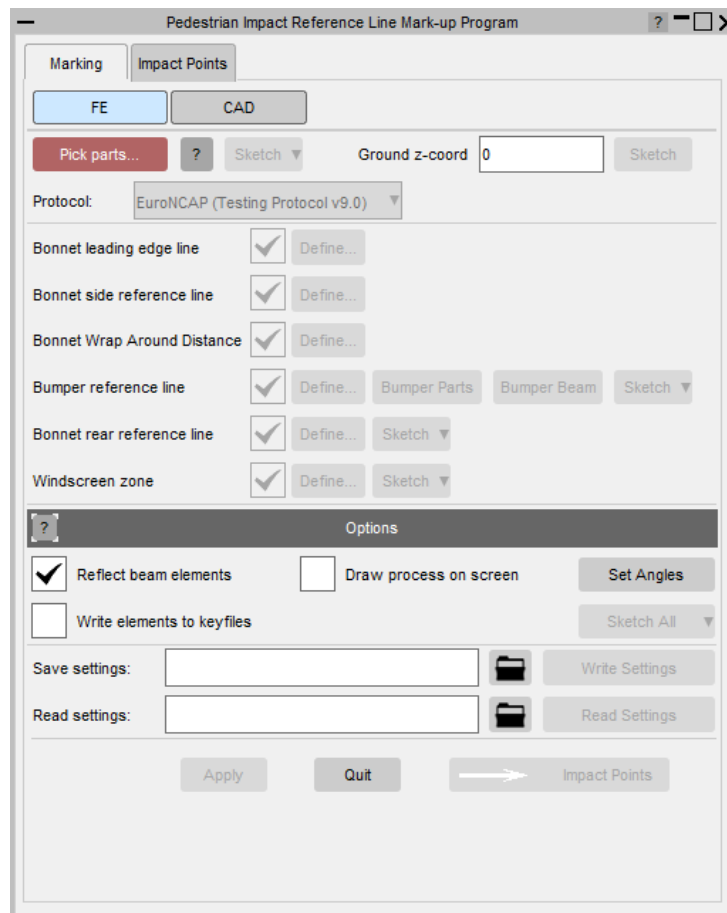 Pedestrian Impact Reference Line Mark-up Program ?
Marking Impact Points
FE CAD
Pick parts... ? Sketch Ground z-coord 0 Sketch
Protocol: EuroNCAP (Testing Protocol v9.0)
Bonnet leading edge line Define...
Bonnet side reference line Define...
Bonnet Wrap Around Distance Define...
Bumper reference line Define... Bumper Parts Bumper Beam Sketch
Bonnet rear reference line Define... Sketch
Windscreen zone Define... Sketch
? Options
Reflect beam elements Draw process on screen Set Angles
Write elements to keyfiles Sketch All
Save settings: Write Settings
Read settings: Read Settings
Apply Quit Impact Points